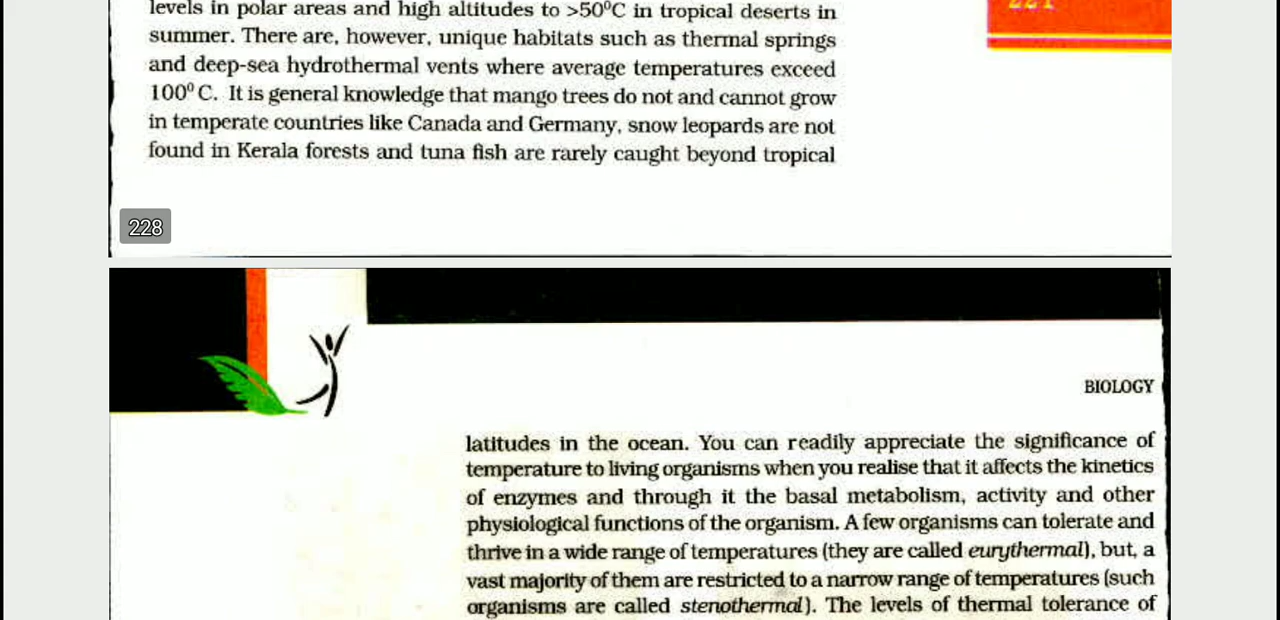 levels in polar areas and high altitudes to >50⁰C in tropical deserts in
221
summer. There are, however, unique habitats such as thermal springs
and deep-sea hydrothermal vents where average temperatures exceed
100⁰ C. It is general knowledge that mango trees do not and cannot grow
in temperate countries like Canada and Germany, snow leopards are not
found in Kerala forests and tuna fish are rarely caught beyond tropical
228
BIOLOGY
latitudes in the ocean. You can readily appreciate the significance of
temperature to living organisms when you realise that it affects the kinetics
of enzymes and through it the basal metabolism, activity and other
physiological functions of the organism. A few organisms can tolerate and
thrive in a wide range of temperatures (they are called eurythermal), but, a
vast majority of them are restricted to a narrow range of temperatures (such
organisms are called stenothermal). The levels of thermal tolerance of